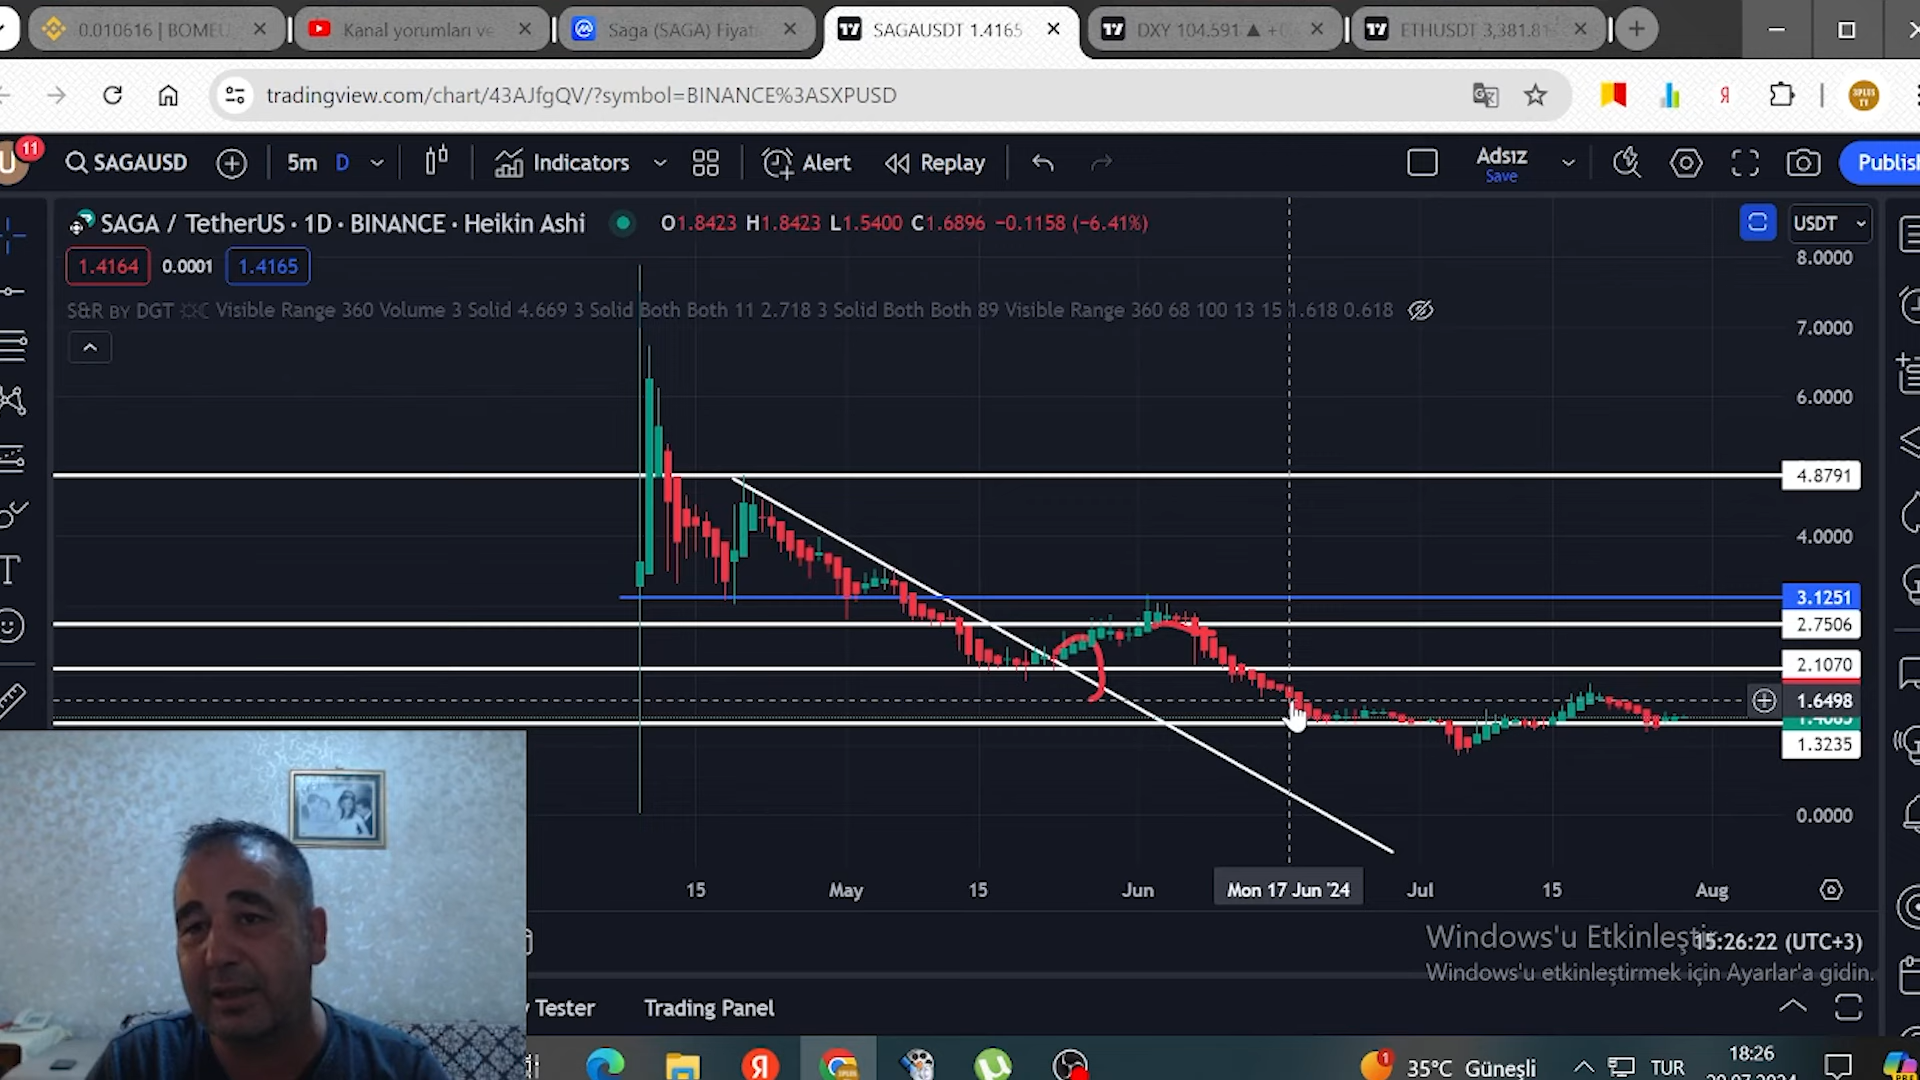 0.010616 | BOMEU
Kanal yorumları ve
Saga (SAGA) Fiyatı
SAGAUSDT 1.4165
DXY 104.591 ▲ +0
ETHUSDT 3,381.81
tradingview.com/chart/43AJfgQV/?symbol=BINANCE%3ASXPUSD
3PLUS TV
U
11
SAGAUSD
5m
D
Indicators
Alert
Replay
Adsız
Save
Publish
SAGA / TetherUS · 1D · BINANCE · Heikin Ashi
O1.8423 H1.8423 L1.5400 C1.6896 −0.1158 (−6.41%)
USDT
1.4164
0.0001
1.4165
S&R BY DGT
Visible Range 360 Volume 3 Solid 4.669 3 Solid Both Both 11 2.718 3 Solid Both Both 89 Visible Range 360 68 100 13 15 1.618 0.618
8.0000
7.0000
6.0000
4.8791
4.0000
3.1251
2.7506
2.1070
1.6498
1.3235
0.0000
15
May
15
Jun
Mon 17 Jun '24
Jul
15
Aug
Windows'u Etkinleştir
15:26:22 (UTC+3)
Windows'u etkinleştirmek için Ayarlar'a gidin.
Tester
Trading Panel
1
35°C Güneşli
TUR
18:26